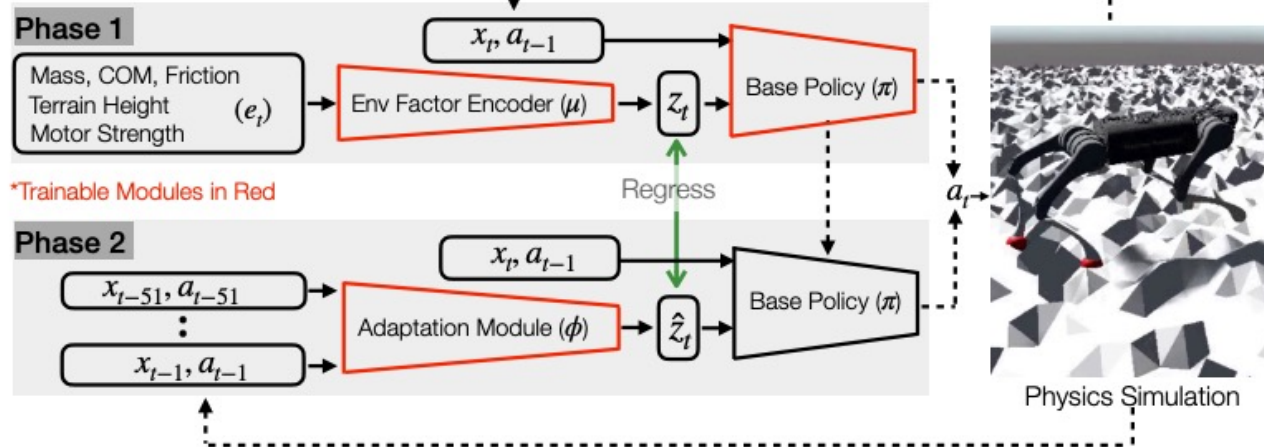 Phase 1
x_t, a_{t-1}
Mass, COM, Friction
Terrain Height
(e_t)
Motor Strength
Env Factor Encoder (μ)
z_t
Base Policy (π)
*Trainable Modules in Red
Regress
a_t
Phase 2
x_t, a_{t-1}
x_{t-51}, a_{t-51}
x_{t-1}, a_{t-1}
Adaptation Module (ϕ)
ẑ_t
Base Policy (π)
Physics Simulation